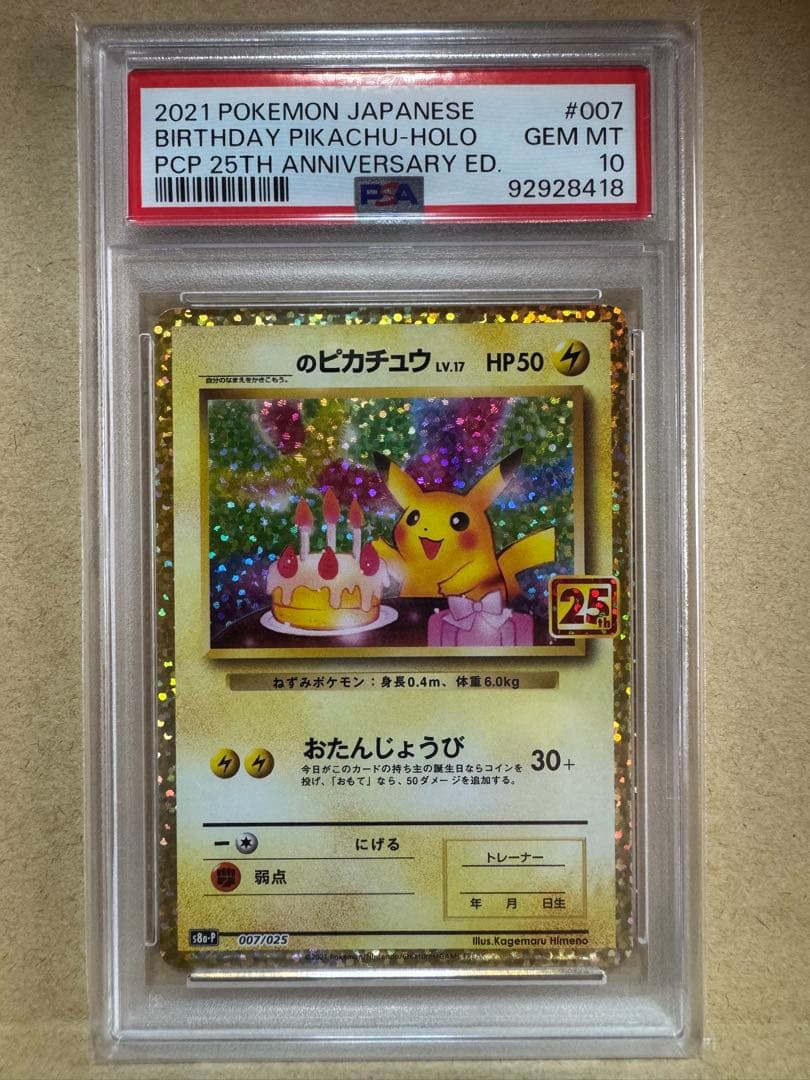 2021 POKEMON JAPANESE #007
BIRTHDAY PIKACHU-HOLO GEM MT
PCP 25TH ANNIVERSARY ED. 10
PSA 92928418
のピカチュウ LV.17 HP50
自分のなまえをかきこもう。
25th
ねずみポケモン：身長0.4m、体重6.0kg
おたんじょうび 30+
今日がこのカードの持ち主の誕生日ならコインを
投げ、「おもて」なら、50ダメージを追加する。
にげる
弱点
トレーナー
年 月 日生
s8a-P 007/025 Illus.Kagemaru Himeno
©2021 Pokémon/Nintendo/Creatures/GAME FREAK